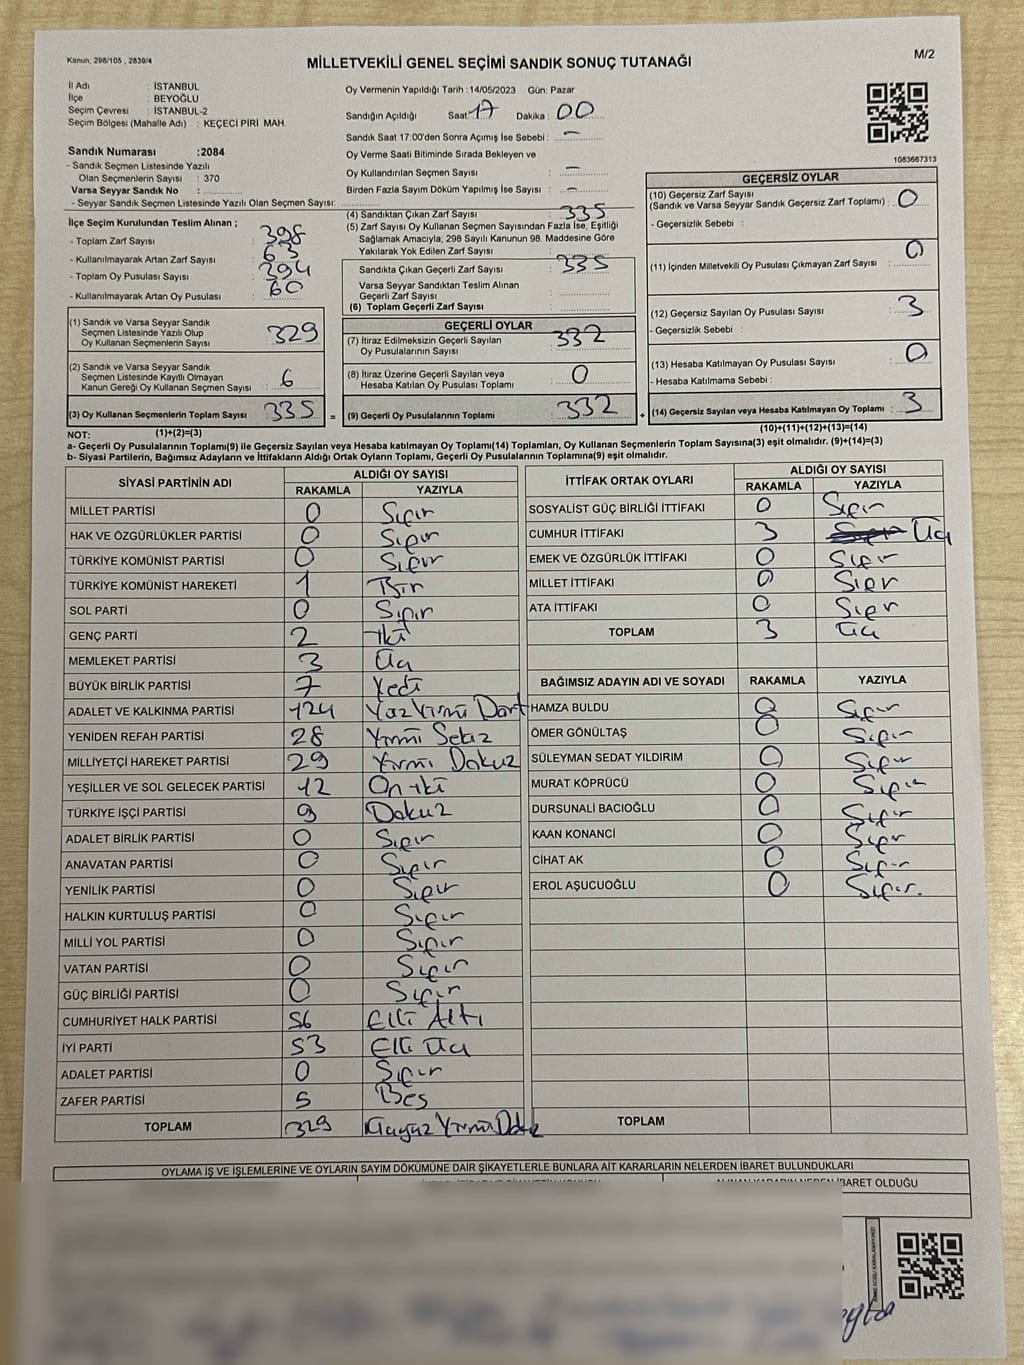 Kanun; 298/105 , 2839/4
M/2
MİLLETVEKİLİ GENEL SEÇİMİ SANDIK SONUÇ TUTANAĞI
İl Adı : İSTANBUL
İlçe : BEYOĞLU
Seçim Çevresi : İSTANBUL-2
Seçim Bölgesi (Mahalle Adı) : KEÇECİ PİRİ MAH.
Sandık Numarası :2084
- Sandık Seçmen Listesinde Yazılı
Olan Seçmenlerin Sayısı : 370
Varsa Seyyar Sandık No :
- Seyyar Sandık Seçmen Listesinde Yazılı Olan Seçmen Sayısı:
Oy Vermenin Yapıldığı Tarih :14/05/2023 Gün: Pazar
Sandığın Açıldığı Saat 17 Dakika : 00
Sandık Saat 17:00'den Sonra Açımış İse Sebebi : –
Oy Verme Saati Bitiminde Sırada Bekleyen ve
Oy Kullandırılan Seçmen Sayısı : –
Birden Fazla Sayım Döküm Yapılmış İse Sayısı : –
1083667313
İlçe Seçim Kurulundan Teslim Alınan ;
- Toplam Zarf Sayısı : 398
- Kullanılmayarak Artan Zarf Sayısı : 63
- Toplam Oy Pusulası Sayısı : 394
- Kullanılmayarak Artan Oy Pusulası : 60
(1) Sandık ve Varsa Seyyar Sandık
Seçmen Listesinde Yazılı Olup
Oy Kullanan Seçmenlerin Sayısı : 329
(2) Sandık ve Varsa Seyyar Sandık
Seçmen Listesinde Kayıtlı Olmayan
Kanun Gereği Oy Kullanan Seçmen Sayısı : 6
(3) Oy Kullanan Seçmenlerin Toplam Sayısı : 335 =
(4) Sandıktan Çıkan Zarf Sayısı : 335
(5) Zarf Sayısı Oy Kullanan Seçmen Sayısından Fazla İse, Eşitliği
Sağlamak Amacıyla; 298 Sayılı Kanunun 98. Maddesine Göre
Yakılarak Yok Edilen Zarf Sayısı :
Sandıkta Çıkan Geçerli Zarf Sayısı : 335
Varsa Seyyar Sandıktan Teslim Alınan
Geçerli Zarf Sayısı :
(6) Toplam Geçerli Zarf Sayısı :
GEÇERLİ OYLAR
(7) İtiraz Edilmeksizin Geçerli Sayılan
Oy Pusulalarının Sayısı : 332
(8) İtiraz Üzerine Geçerli Sayılan veya
Hesaba Katılan Oy Pusulası Toplamı : 0
(9) Geçerli Oy Pusulalarının Toplamı : 332 +
GEÇERSİZ OYLAR
(10) Geçersiz Zarf Sayısı
(Sandık ve Varsa Seyyar Sandık Geçersiz Zarf Toplamı) : 0
- Geçersizlik Sebebi :
(11) İçinden Milletvekili Oy Pusulası Çıkmayan Zarf Sayısı : 0
(12) Geçersiz Sayılan Oy Pusulası Sayısı : 3
- Geçersizlik Sebebi :
(13) Hesaba Katılmayan Oy Pusulası Sayısı : 0
- Hesaba Katılmama Sebebi :
(14) Geçersiz Sayılan veya Hesaba Katılmayan Oy Toplamı : 3
NOT: (1)+(2)=(3)
(10)+(11)+(12)+(13)=(14)
a- Geçerli Oy Pusulalarının Toplamı(9) ile Geçersiz Sayılan veya Hesaba katılmayan Oy Toplamı(14) Toplamları, Oy Kullanan Seçmenlerin Toplam Sayısına(3) eşit olmalıdır. (9)+(14)=(3)
b- Siyasi Partilerin, Bağımsız Adayların ve İttifakların Aldığı Ortak Oyların Toplamı, Geçerli Oy Pusulalarının Toplamına(9) eşit olmalıdır.
SİYASİ PARTİNİN ADI ALDIĞI OY SAYISI
RAKAMLA YAZIYLA
MİLLET PARTİSİ 0 Sıfır
HAK VE ÖZGÜRLÜKLER PARTİSİ 0 Sıfır
TÜRKİYE KOMÜNİST PARTİSİ 0 Sıfır
TÜRKİYE KOMÜNİST HAREKETİ 1 Bir
SOL PARTİ 0 Sıfır
GENÇ PARTİ 2 İki
MEMLEKET PARTİSİ 3 Üç
BÜYÜK BİRLİK PARTİSİ 7 Yedi
ADALET VE KALKINMA PARTİSİ 124 Yüz Yirmi Dört
YENİDEN REFAH PARTİSİ 28 Yirmi Sekiz
MİLLİYETÇİ HAREKET PARTİSİ 29 Yirmi Dokuz
YEŞİLLER VE SOL GELECEK PARTİSİ 12 On iki
TÜRKİYE İŞÇİ PARTİSİ 9 Dokuz
ADALET BİRLİK PARTİSİ 0 Sıfır
ANAVATAN PARTİSİ 0 Sıfır
YENİLİK PARTİSİ 0 Sıfır
HALKIN KURTULUŞ PARTİSİ 0 Sıfır
MİLLİ YOL PARTİSİ 0 Sıfır
VATAN PARTİSİ 0 Sıfır
GÜÇ BİRLİĞİ PARTİSİ 0 Sıfır
CUMHURİYET HALK PARTİSİ 56 Elli Altı
İYİ PARTİ 53 Elli Üç
ADALET PARTİSİ 0 Sıfır
ZAFER PARTİSİ 5 Beş
TOPLAM 329 Üçyüz Yirmi Dokuz
İTTİFAK ORTAK OYLARI ALDIĞI OY SAYISI
RAKAMLA YAZIYLA
SOSYALİST GÜÇ BİRLİĞİ İTTİFAKI 0 Sıfır
CUMHUR İTTİFAKI 3 Üç
EMEK VE ÖZGÜRLÜK İTTİFAKI 0 Sıfır
MİLLET İTTİFAKI 0 Sıfır
ATA İTTİFAKI 0 Sıfır
TOPLAM 3 Üç
BAĞIMSIZ ADAYIN ADI VE SOYADI RAKAMLA YAZIYLA
HAMZA BULDU 0 Sıfır
ÖMER GÖNÜLTAŞ 0 Sıfır
SÜLEYMAN SEDAT YILDIRIM 0 Sıfır
MURAT KÖPRÜCÜ 0 Sıfır
DURSUNALİ BACIOĞLU 0 Sıfır
KAAN KONANCİ 0 Sıfır
CİHAT AK 0 Sıfır
EROL AŞUCUOĞLU 0 Sıfır.
TOPLAM
OYLAMA İŞ VE İŞLEMLERİNE VE OYLARIN SAYIM DÖKÜMÜNE DAİR ŞİKAYETLERLE BUNLARA AİT KARARLARIN NELERDEN İBARET BULUNDUKLARI
İBARET OLDUĞU